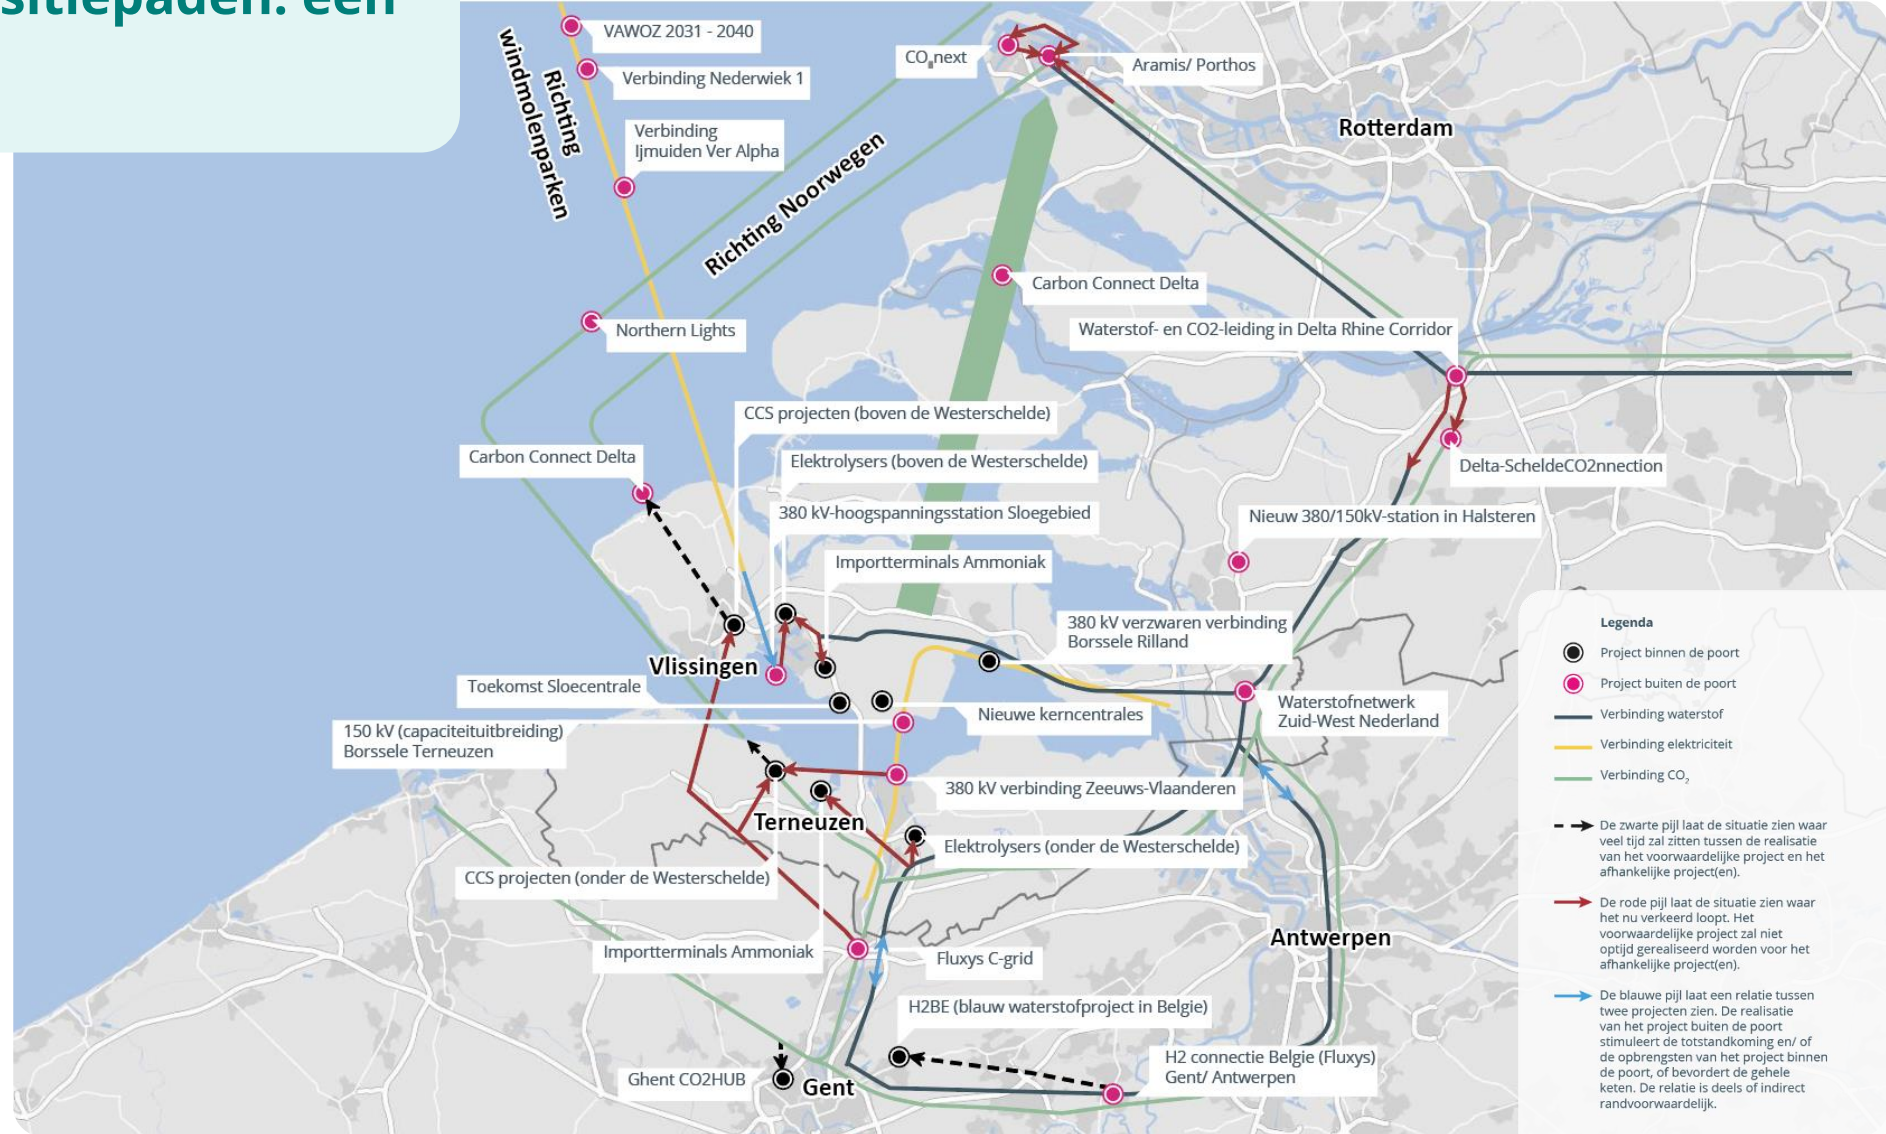 sitiepaden: een
VAWOZ 2031 - 2040
Verbinding Nederwiek 1
Richting
windmolenparken
Verbinding
Ijmuiden Ver Alpha
Richting Noorwegen
CO₂next
Aramis/ Porthos
Rotterdam
Carbon Connect Delta
Northern Lights
Waterstof- en CO2-leiding in Delta Rhine Corridor
CCS projecten (boven de Westerschelde)
Carbon Connect Delta
Elektrolysers (boven de Westerschelde)
Delta-ScheldeCO2nnection
380 kV-hoogspanningsstation Sloegebied
Nieuw 380/150kV-station in Halsteren
Importterminals Ammoniak
380 kV verzwaren verbinding
Borssele Rilland
Vlissingen
Toekomst Sloecentrale
Nieuwe kerncentrales
Waterstofnetwerk
Zuid-West Nederland
150 kV (capaciteituitbreiding)
Borssele Terneuzen
380 kV verbinding Zeeuws-Vlaanderen
Terneuzen
Elektrolysers (onder de Westerschelde)
CCS projecten (onder de Westerschelde)
Importterminals Ammoniak
Fluxys C-grid
Antwerpen
H2BE (blauw waterstofproject in Belgie)
H2 connectie Belgie (Fluxys)
Gent/ Antwerpen
Ghent CO2HUB
Gent
Legenda
Project binnen de poort
Project buiten de poort
Verbinding waterstof
Verbinding elektriciteit
Verbinding CO₂
De zwarte pijl laat de situatie zien waar
veel tijd zal zitten tussen de realisatie
van het voorwaardelijke project en het
afhankelijke project(en).
De rode pijl laat de situatie zien waar
het nu verkeerd loopt. Het
voorwaardelijke project zal niet
optijd gerealiseerd worden voor het
afhankelijke project(en).
De blauwe pijl laat een relatie tussen
twee projecten zien. De realisatie
van het project buiten de poort
stimuleert de totstandkoming en/ of
de opbrengsten van het project binnen
de poort, of bevordert de gehele
keten. De relatie is deels of indirect
randvoorwaardelijk.